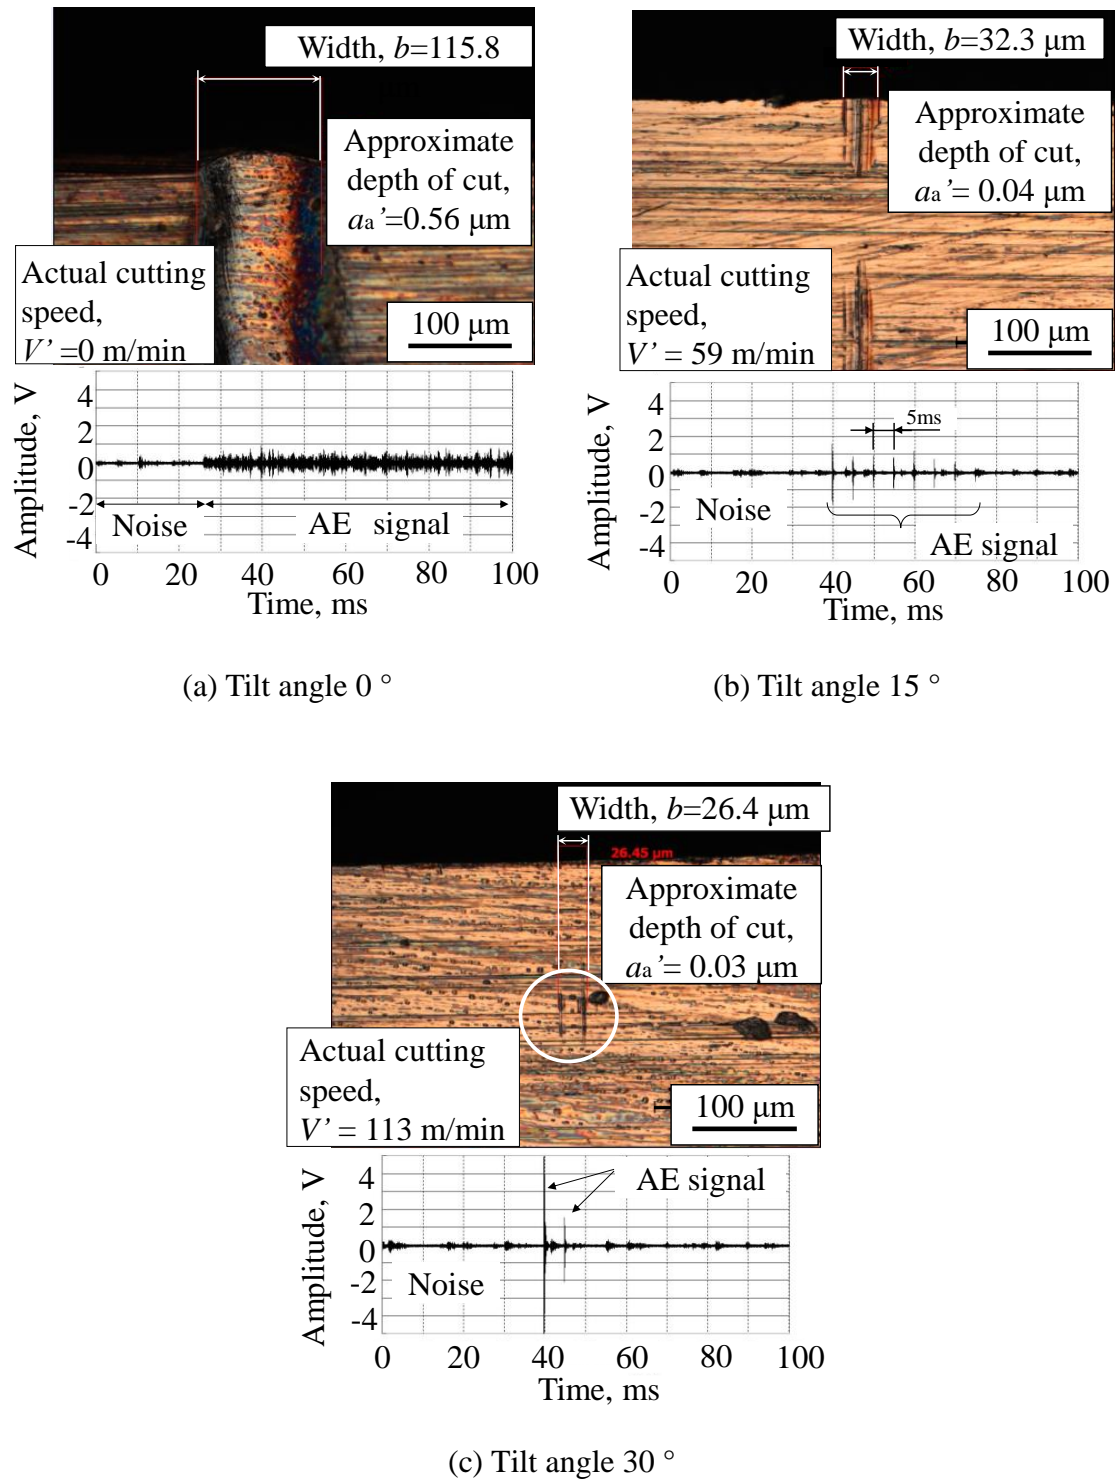 Width, b=115.8
Approximate
depth of cut,
aa’=0.56 μm
Actual cutting
speed,
V’ =0 m/min
100 μm
Amplitude, V
4
2
0
-2
-4
Noise
AE signal
0 20 40 60 80 100
Time, ms
(a) Tilt angle 0 °
Width, b=32.3 μm
Approximate
depth of cut,
aa’= 0.04 μm
Actual cutting
speed,
V’ = 59 m/min
100 μm
Amplitude, V
4
2
0
-2
-4
5ms
Noise
AE signal
0 20 40 60 80 100
Time, ms
(b) Tilt angle 15 °
Width, b=26.4 μm
26.45 μm
Approximate
depth of cut,
aa’= 0.03 μm
Actual cutting
speed,
V’ = 113 m/min
100 μm
Amplitude, V
4
2
0
-2
-4
AE signal
Noise
0 20 40 60 80 100
Time, ms
(c) Tilt angle 30 °